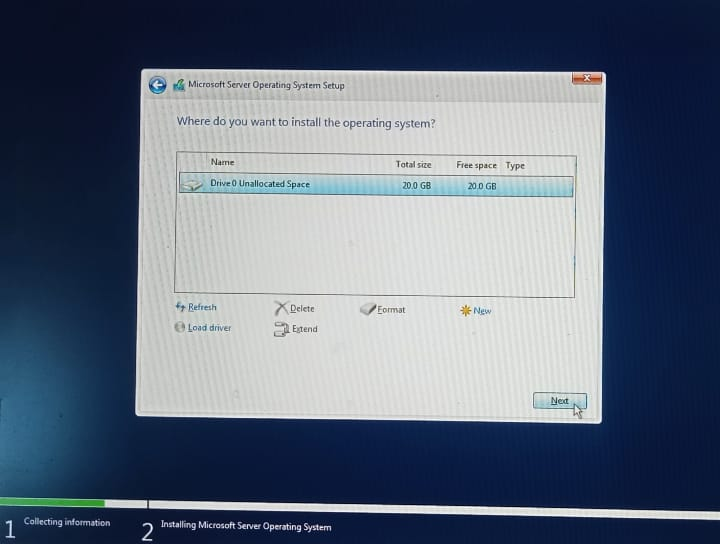 Microsoft Server Operating System Setup
Where do you want to install the operating system?
Name Total size Free space Type
Drive 0 Unallocated Space 20.0 GB 20.0 GB
Refresh Delete Format New
Load driver Extend
Next
1 Collecting information 2 Installing Microsoft Server Operating System